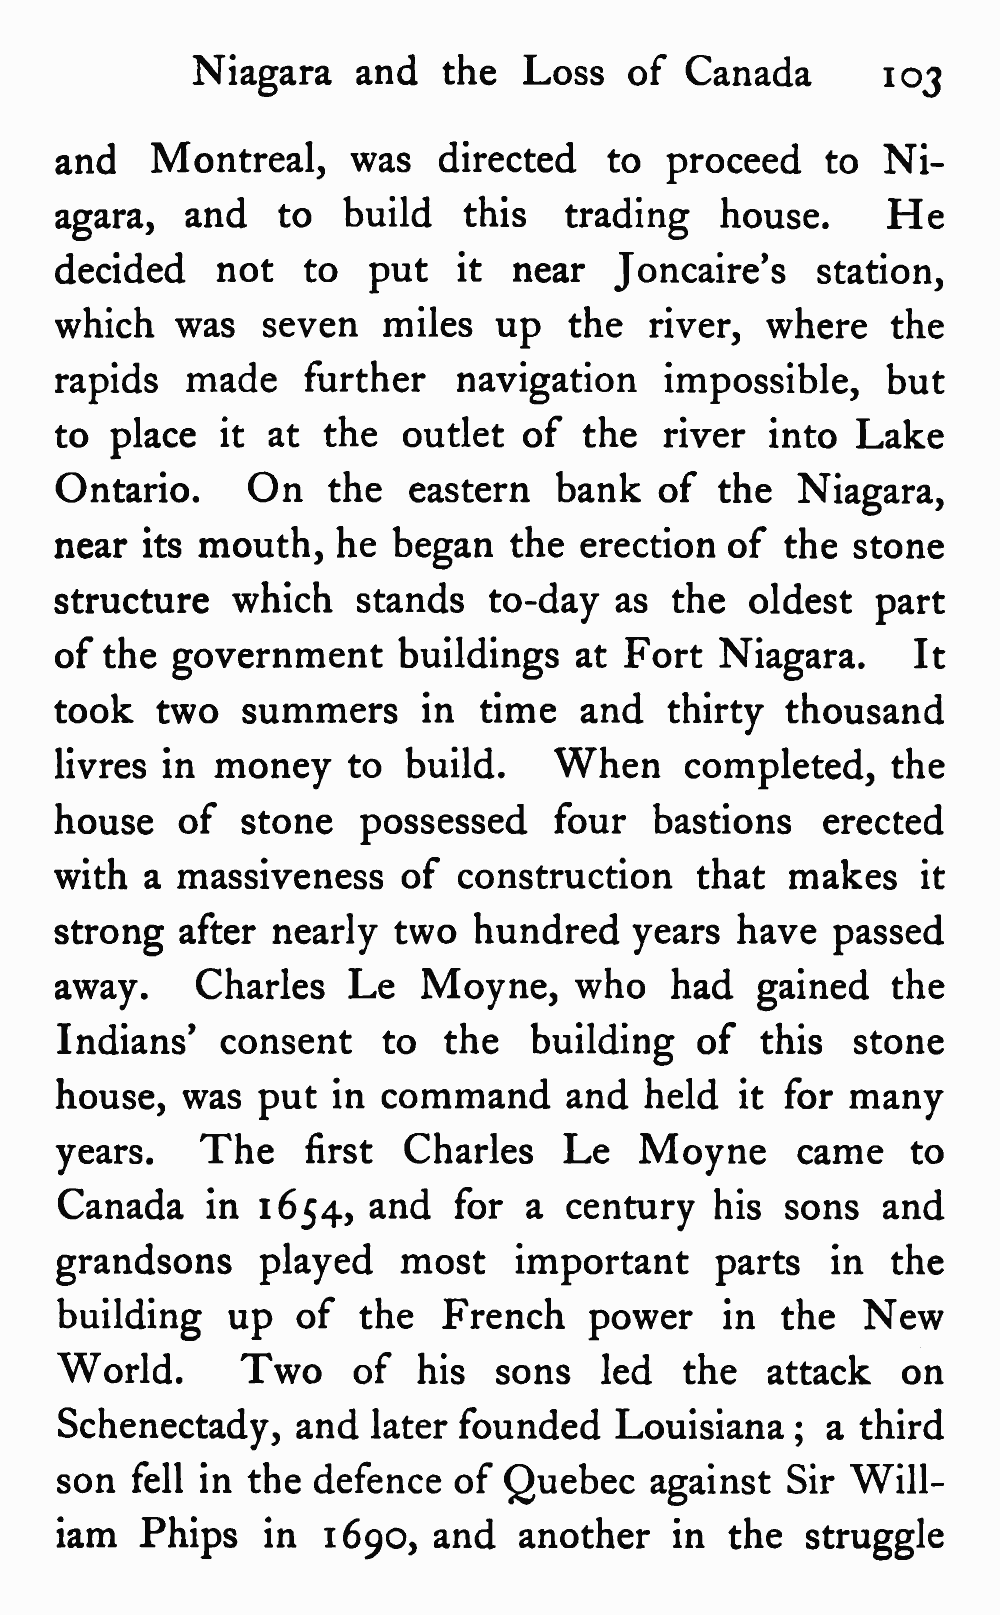 Niagara and the Loss of Canada 103
and Montreal, was directed to proceed to Ni-
agara, and to build this trading house. He
decided not to put it near Joncaire's station,
which was seven miles up the river, where the
rapids made further navigation impossible, but
to place it at the outlet of the river into Lake
Ontario. On the eastern bank of the Niagara,
near its mouth, he began the erection of the stone
structure which stands to-day as the oldest part
of the government buildings at Fort Niagara. It
took two summers in time and thirty thousand
livres in money to build. When completed, the
house of stone possessed four bastions erected
with a massiveness of construction that makes it
strong after nearly two hundred years have passed
away. Charles Le Moyne, who had gained the
Indians' consent to the building of this stone
house, was put in command and held it for many
years. The first Charles Le Moyne came to
Canada in 1654, and for a century his sons and
grandsons played most important parts in the
building up of the French power in the New
World. Two of his sons led the attack on
Schenectady, and later founded Louisiana; a third
son fell in the defence of Quebec against Sir Will-
iam Phips in 1690, and another in the struggle